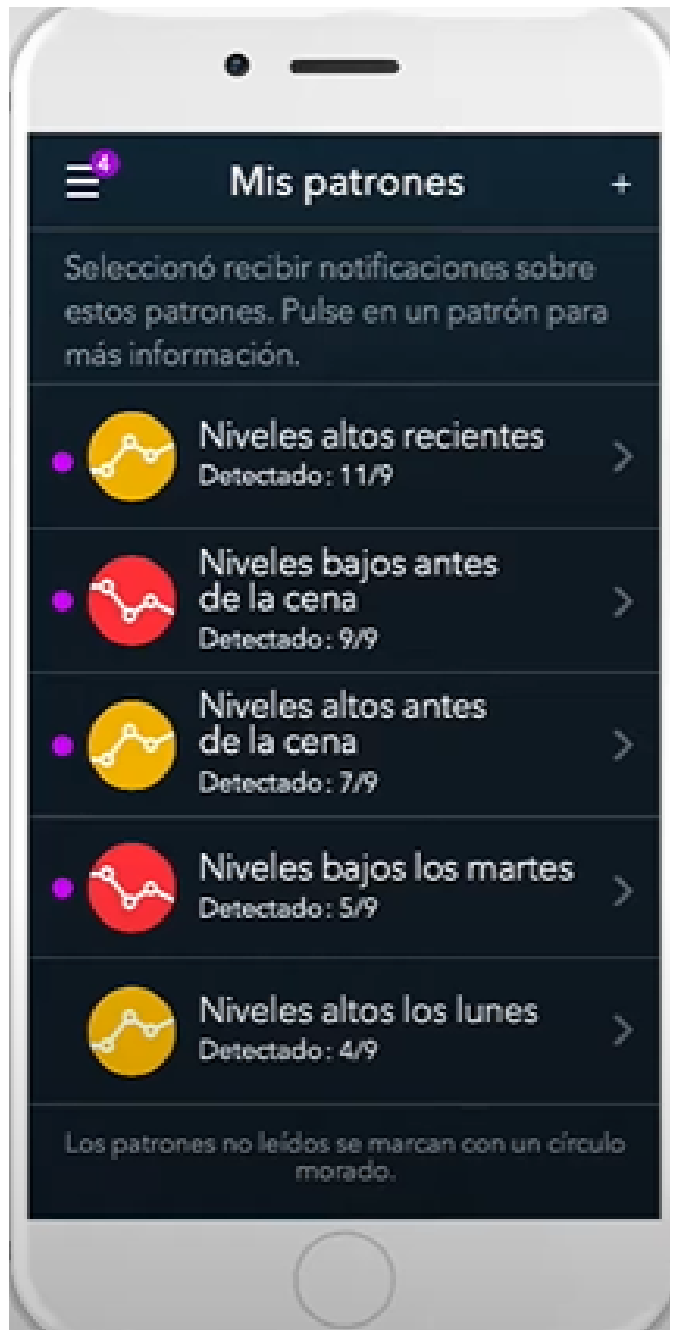 4
Mis patrones
+
Seleccionó recibir notificaciones sobre
estos patrones. Pulse en un patrón para
más información.
Niveles altos recientes
Detectado: 11/9
Niveles bajos antes
de la cena
Detectado: 9/9
Niveles altos antes
de la cena
Detectado: 7/9
Niveles bajos los martes
Detectado: 5/9
Niveles altos los lunes
Detectado: 4/9
Los patrones no leídos se marcan con un círculo
morado.